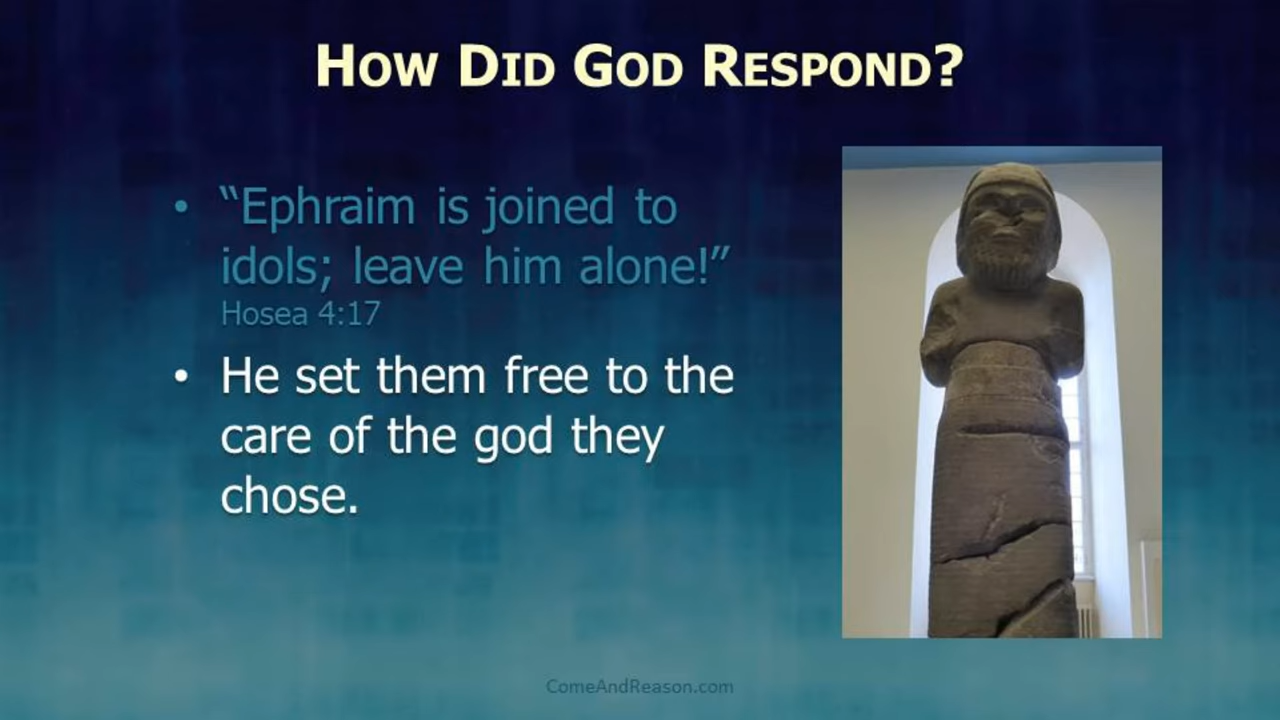 How Did God Respond?
• “Ephraim is joined to
idols; leave him alone!”
Hosea 4:17
• He set them free to the
care of the god they
chose.
ComeAndReason.com